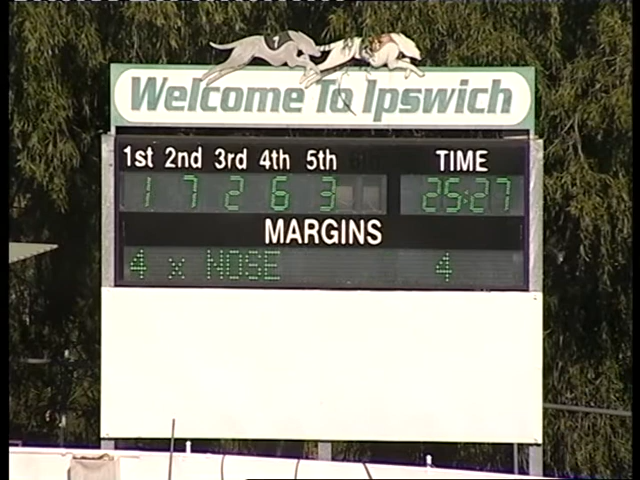 Welcome To Ipswich
1st 2nd 3rd 4th 5th 6th TIME
1 7 2 6 3 25:27
MARGINS
4 x NOSE 4